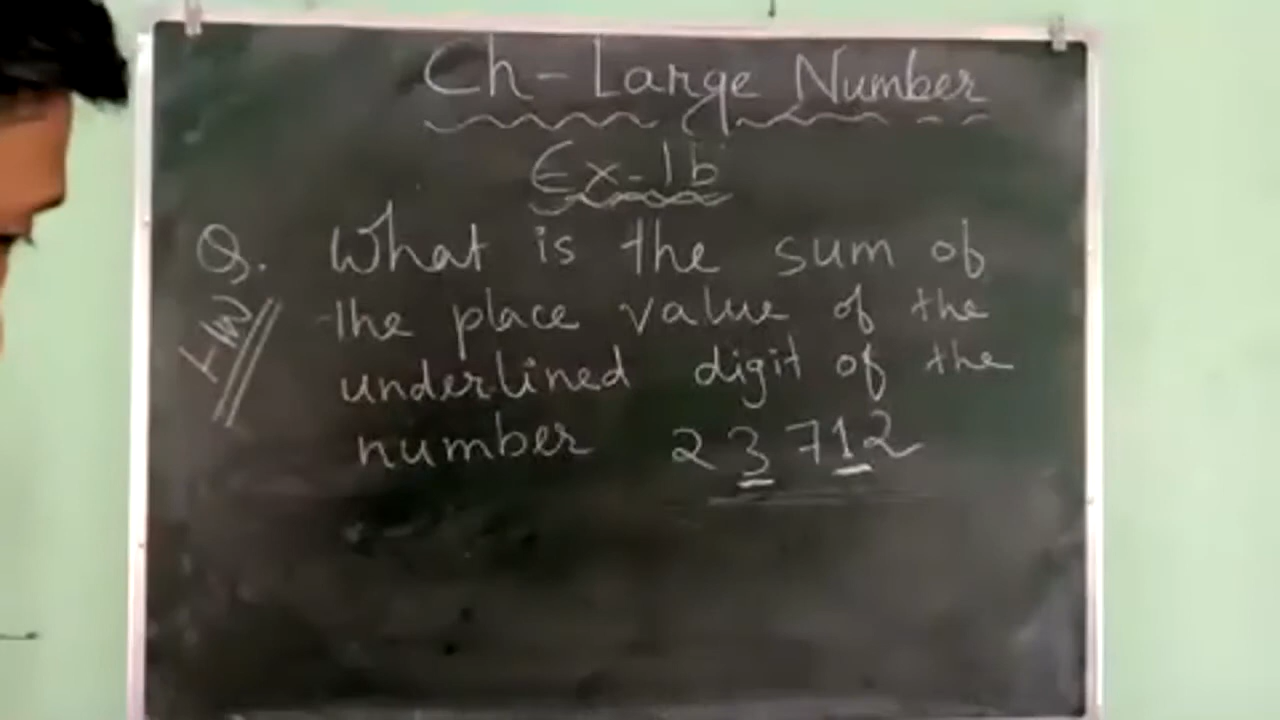 Ch - Large Number
Ex - 1b
Q. What is the sum of
HW the place value of the
underlined digit of the
number 23712